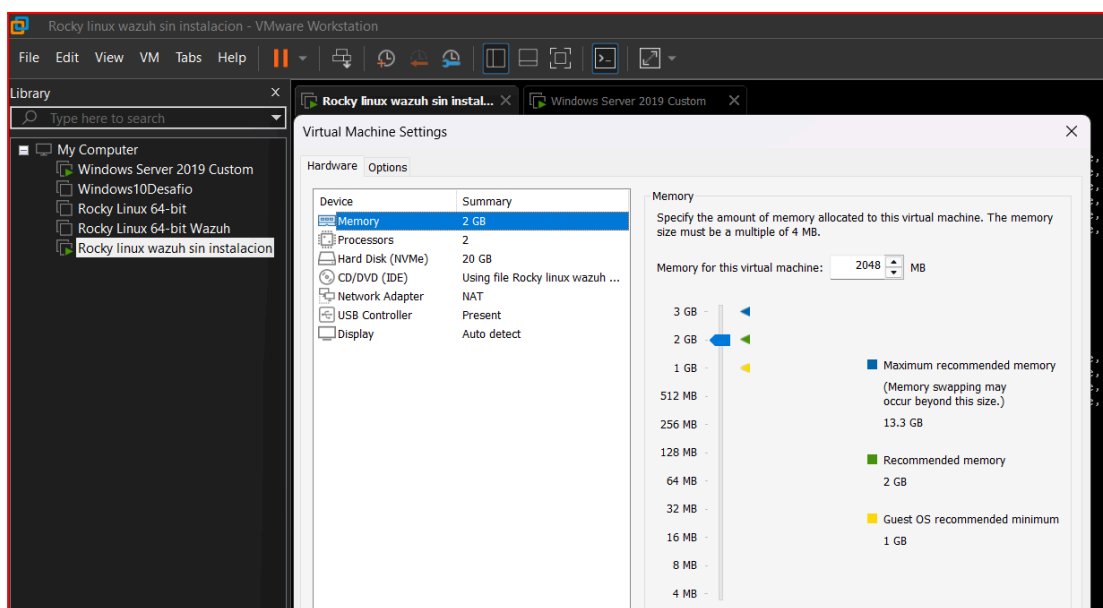 Rocky linux wazuh sin instalacion - VMware Workstation
File Edit View VM Tabs Help
Library X
Type here to search
My Computer
Windows Server 2019 Custom
Windows10Desafio
Rocky Linux 64-bit
Rocky Linux 64-bit Wazuh
Rocky linux wazuh sin instalacion
Rocky linux wazuh sin instal... Windows Server 2019 Custom
Virtual Machine Settings
Hardware Options
Device Summary
Memory 2 GB
Processors 2
Hard Disk (NVMe) 20 GB
CD/DVD (IDE) Using file Rocky linux wazuh ...
Network Adapter NAT
USB Controller Present
Display Auto detect
Memory
Specify the amount of memory allocated to this virtual machine. The memory
size must be a multiple of 4 MB.
Memory for this virtual machine: 2048 MB
3 GB
2 GB
1 GB
512 MB
256 MB
128 MB
64 MB
32 MB
16 MB
8 MB
4 MB
Maximum recommended memory
(Memory swapping may
occur beyond this size.)
13.3 GB
Recommended memory
2 GB
Guest OS recommended minimum
1 GB